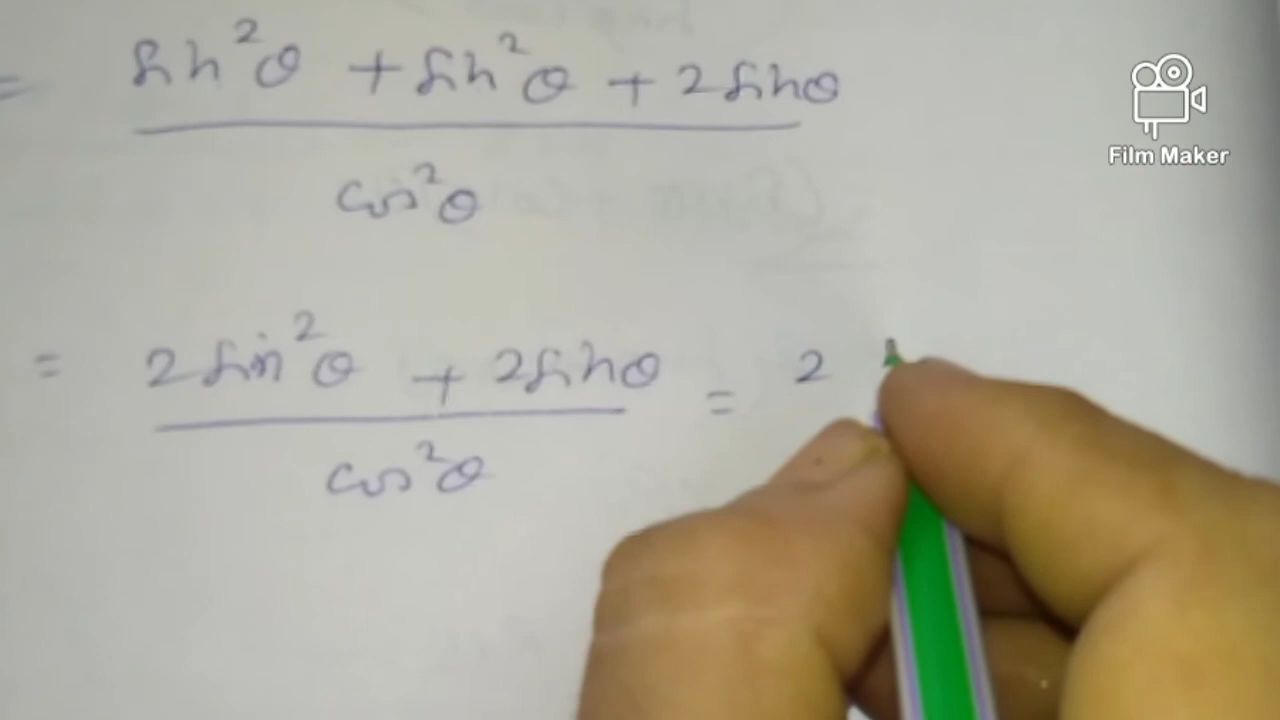 = sin²θ + sin²θ + 2sinθ
cos²θ
= 2sin²θ + 2sinθ = 2
cos²θ
Film Maker